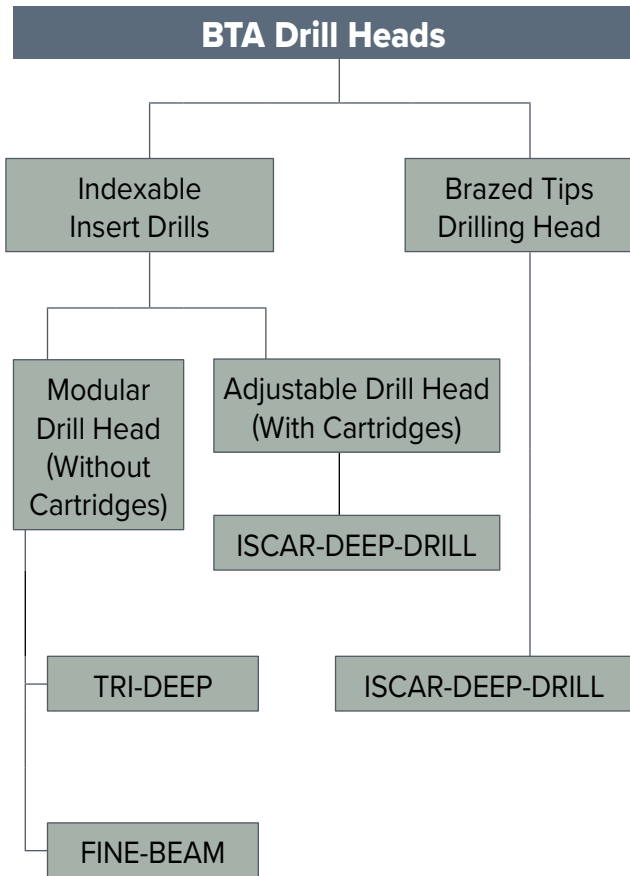 BTA Drill Heads
Indexable
Insert Drills
Brazed Tips
Drilling Head
Modular
Drill Head
(Without
Cartridges)
Adjustable Drill Head
(With Cartridges)
ISCAR-DEEP-DRILL
TRI-DEEP
ISCAR-DEEP-DRILL
FINE-BEAM